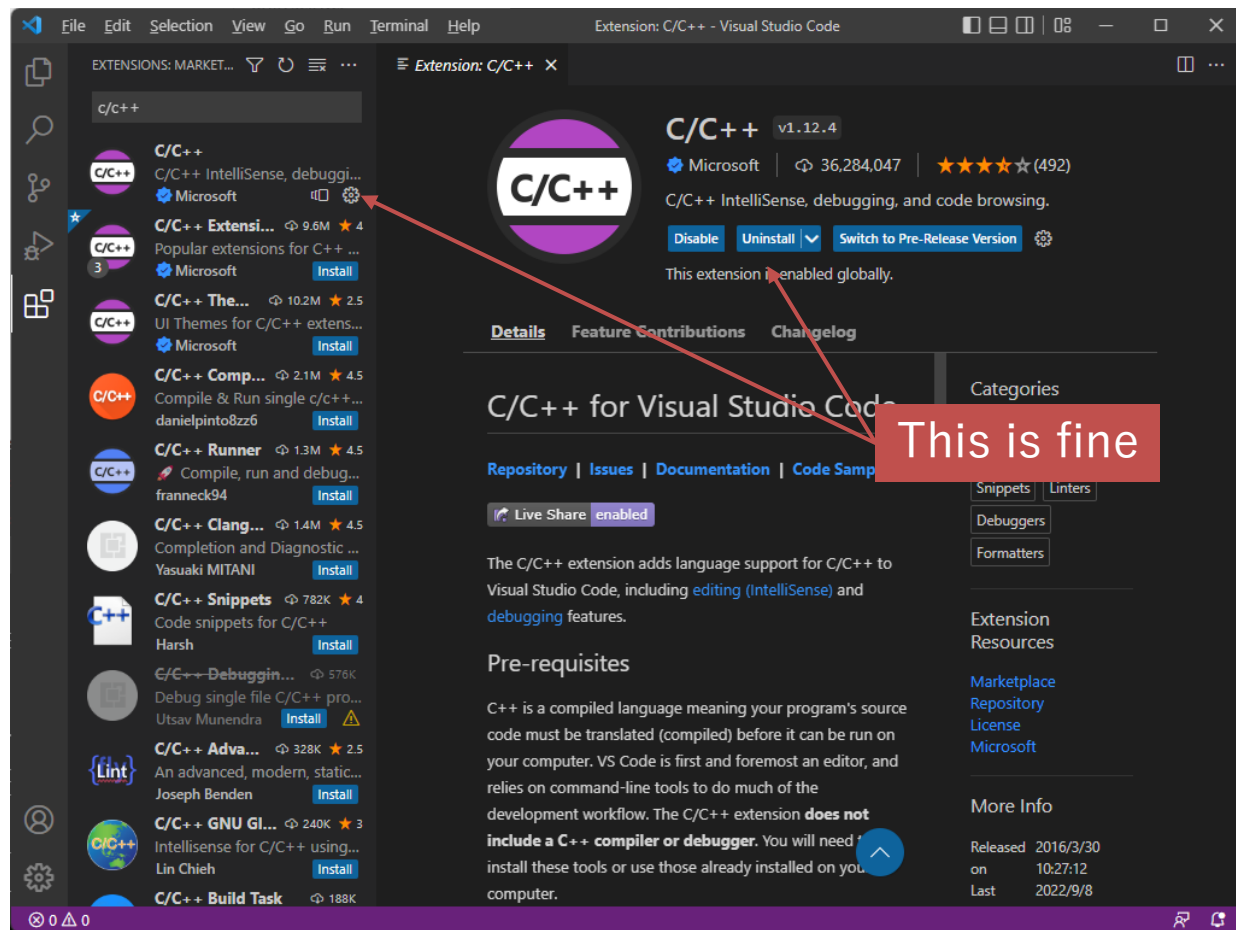 File Edit Selection View Go Run Terminal Help
Extension: C/C++ - Visual Studio Code
EXTENSIONS: MARKET...
c/c++
C/C++
C/C++ IntelliSense, debuggi...
Microsoft
C/C++ Extensi... 9.6M ★ 4
Popular extensions for C++ ...
3
Microsoft Install
C/C++ The... 10.2M ★ 2.5
UI Themes for C/C++ extens...
Microsoft Install
C/C++ Comp... 2.1M ★ 4.5
Compile & Run single c/c++...
danielpinto8zz6 Install
C/C++ Runner 1.3M ★ 4.5
🚀 Compile, run and debug...
franneck94 Install
C/C++ Clang... 1.4M ★ 4.5
Completion and Diagnostic ...
Yasuaki MITANI Install
C/C++ Snippets 782K ★ 4
Code snippets for C/C++
Harsh Install
C/C++ Debuggin... 576K
Debug single file C/C++ pro...
Utsav Munendra Install
C/C++ Adva... 328K ★ 2.5
An advanced, modern, static...
Joseph Benden Install
C/C++ GNU Gl... 240K ★ 3
Intellisense for C/C++ using...
Lin Chieh Install
C/C++ Build Task 188K
C/C++
C/C++
C/C++
C/C++
C/C++
C++
{Lint}
C/C++
Extension: C/C++
C/C++
C/C++ v1.12.4
Microsoft 36,284,047 (492)
C/C++ IntelliSense, debugging, and code browsing.
Disable Uninstall Switch to Pre-Release Version
This extension is enabled globally.
Details Feature Contributions Changelog
C/C++ for Visual Studio Code
Repository | Issues | Documentation | Code Samp
Live Share enabled
The C/C++ extension adds language support for C/C++ to
Visual Studio Code, including editing (IntelliSense) and
debugging features.
Pre-requisites
C++ is a compiled language meaning your program's source
code must be translated (compiled) before it can be run on
your computer. VS Code is first and foremost an editor, and
relies on command-line tools to do much of the
development workflow. The C/C++ extension does not
include a C++ compiler or debugger. You will need
install these tools or use those already installed on
computer.
This is fine
Categories
Snippets Linters
Debuggers
Formatters
Extension
Resources
Marketplace
Repository
License
Microsoft
More Info
Released 2016/3/30
on 10:27:12
Last 2022/9/8
0 0